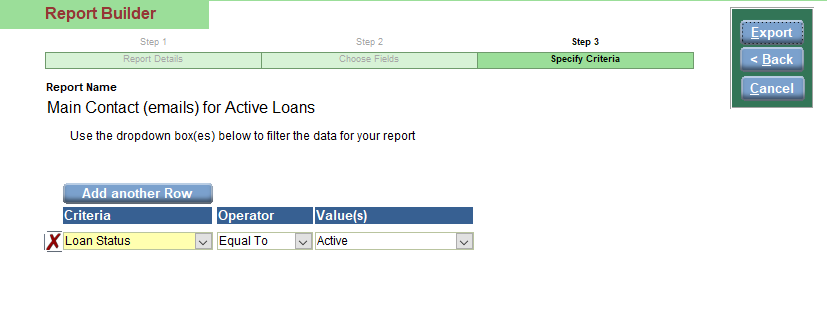 Report Builder
Step 1 Step 2 Step 3
Report Details Choose Fields Specify Criteria
Export
< Back
Cancel
Report Name
Main Contact (emails) for Active Loans
Use the dropdown box(es) below to filter the data for your report
Add another Row
Criteria Operator Value(s)
X Loan Status Equal To Active